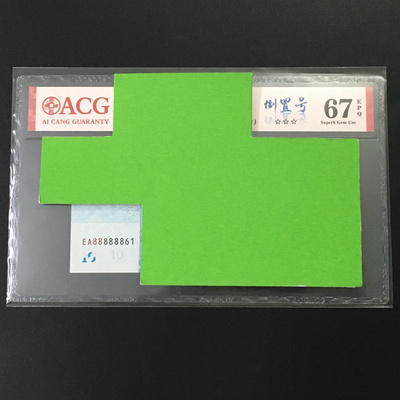 ACG
AI CANG GUARANTY
倒置号
67 EPQ
Superb Gem Unc
☆☆☆
EA88888861
10